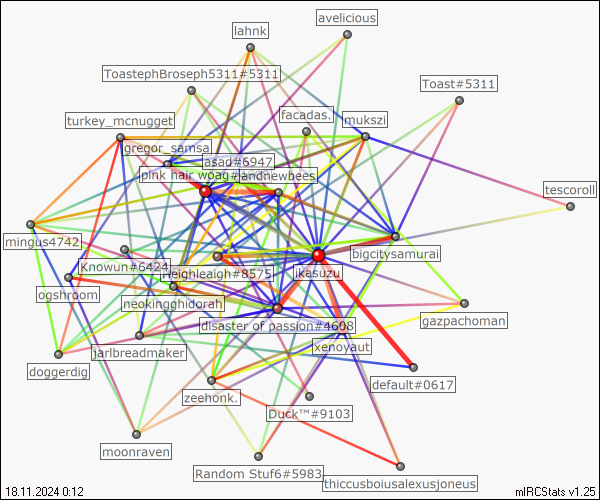 avelicious
lahnk
ToastephBroseph5311#5311
Toast#5311
facadas.
turkey_mcnugget
mukszi
gregor_samsa
asad#6947
pink hair woag#
andrewbees
tescoroll
mingus4742
bigcitysamurai
Knowun#6424
Heighleigh#8575
ikasuzu
ogshroom
neokingghidorah
gazpachoman
disaster of passion#4608
xenoyaut
jarlbreadmaker
doggerdig
default#0617
zeehonk.
Duck™#9103
moonraven
Random Stuf6#5983
thiccusboiusalexusjoneus
18.11.2024 0:12
mIRCStats v1.25